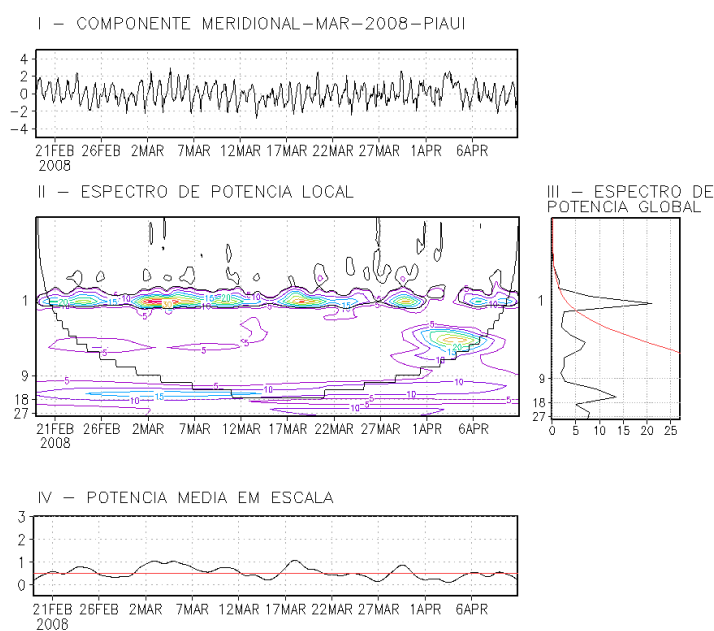 I – COMPONENTE MERIDIONAL–MAR–2008–PIAUI
4
2
0
−2
−4
21FEB 26FEB 2MAR 7MAR 12MAR 17MAR 22MAR 27MAR 1APR 6APR
2008
II – ESPECTRO DE POTENCIA LOCAL
1
9
18
27
21FEB 26FEB 2MAR 7MAR 12MAR 17MAR 22MAR 27MAR 1APR 6APR
2008
III – ESPECTRO DE
POTENCIA GLOBAL
1
9
18
27
0 5 10 15 20 25
IV – POTENCIA MEDIA EM ESCALA
3
2
1
0
21FEB 26FEB 2MAR 7MAR 12MAR 17MAR 22MAR 27MAR 1APR 6APR
2008